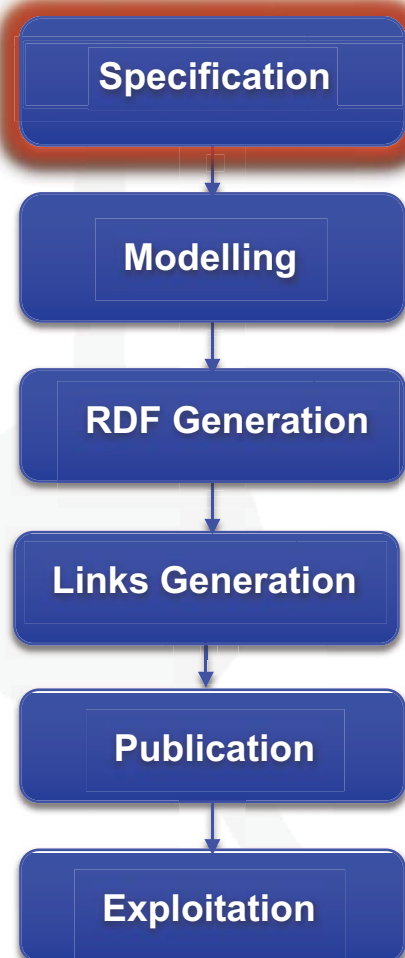 Specification
Modelling
RDF Generation
Links Generation
Publication
Exploitation